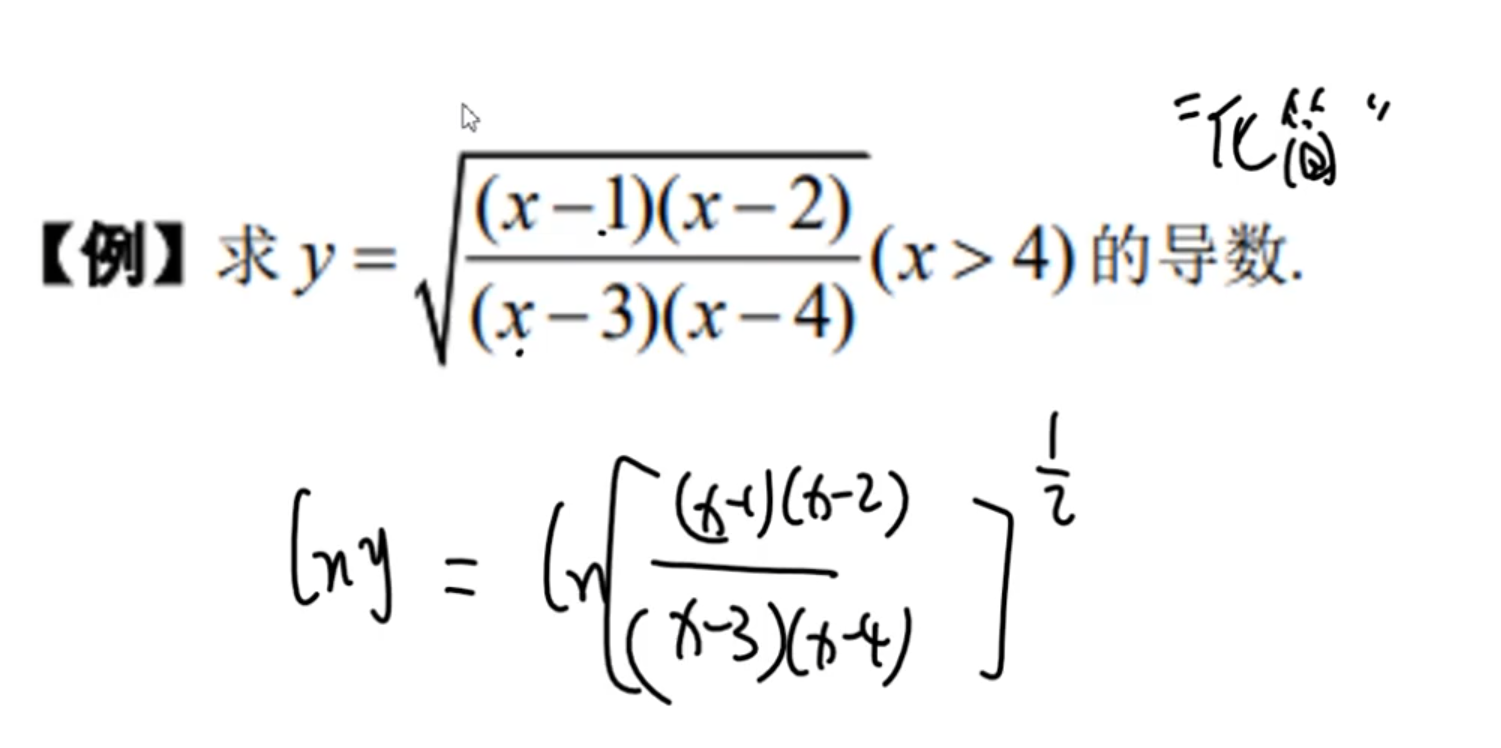 "化简"
【例】求 y = √((x−1)(x−2)/(x−3)(x−4)) (x > 4) 的导数.
lny = ln[(x-1)(x-2)/(x-3)(x-4)]^(1/2)